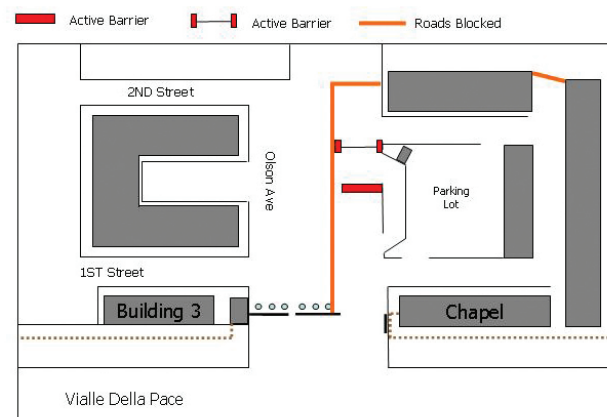 Active Barrier
Active Barrier
Roads Blocked
2ND Street
Olson Ave
Parking
Lot
1ST Street
Building 3
Chapel
Vialle Della Pace